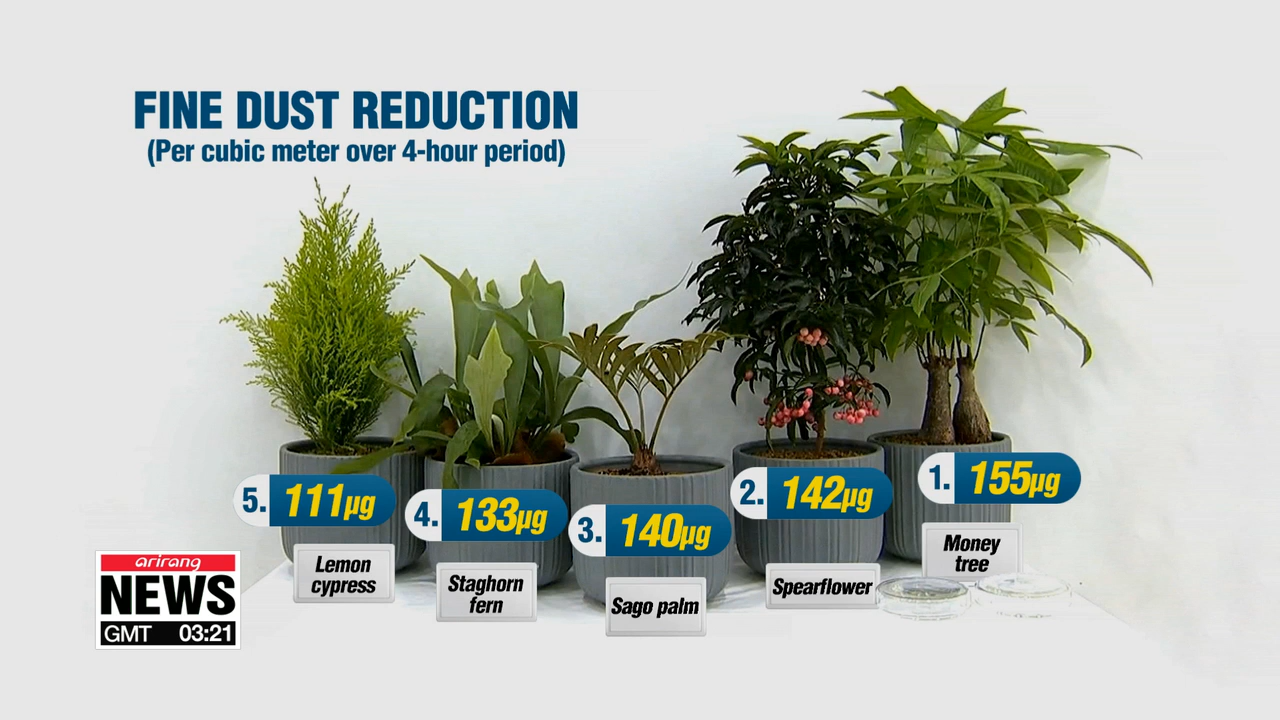 FINE DUST REDUCTION
(Per cubic meter over 4-hour period)
5. 111µg
Lemon
cypress
4. 133µg
Staghorn
fern
3. 140µg
Sago palm
2. 142µg
Spearflower
1. 155µg
Money
tree
arirang
NEWS
GMT 03:21